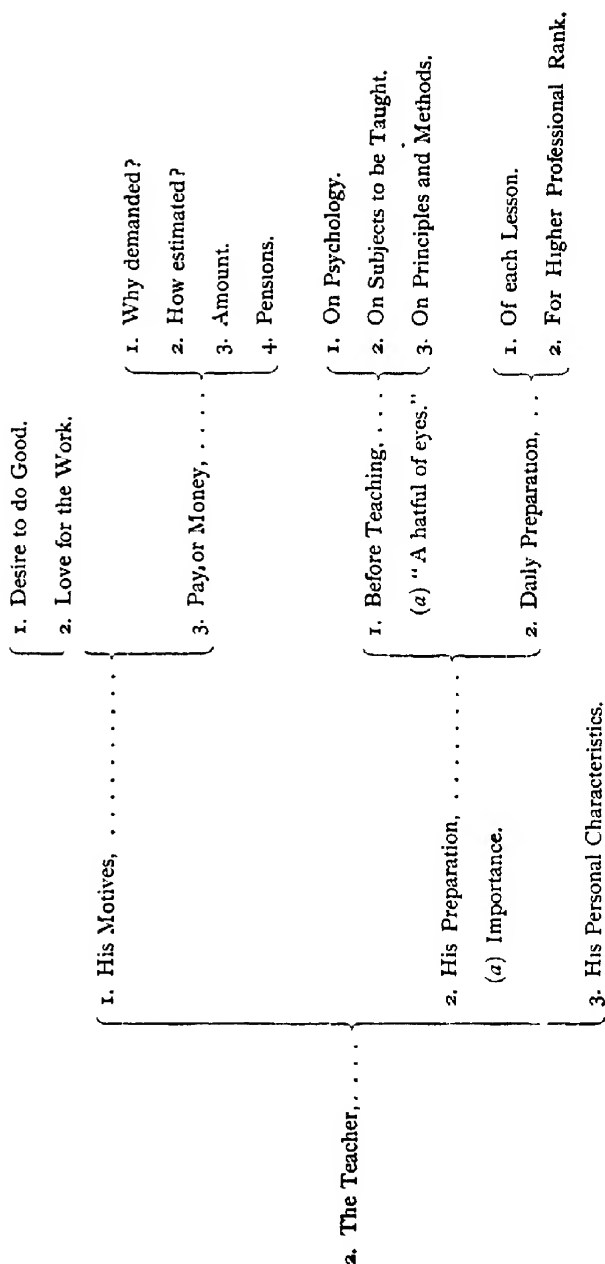 2. The Teacher, . . . .
1. His Motives, . . . . . . . . . . . .
1. Desire to do Good.
2. Love for the Work.
3. Pay, or Money, . . . . .
1. Why demanded?
2. How estimated?
3. Amount.
4. Pensions.
2. His Preparation, . . . . . . . .
(a) Importance.
1. Before Teaching, . . .
(a) "A hatful of eyes."
1. On Psychology.
2. On Subjects to be Taught.
3. On Principles and Methods.
2. Daily Preparation, . .
1. Of each Lesson.
2. For Higher Professional Rank.
3. His Personal Characteristics.